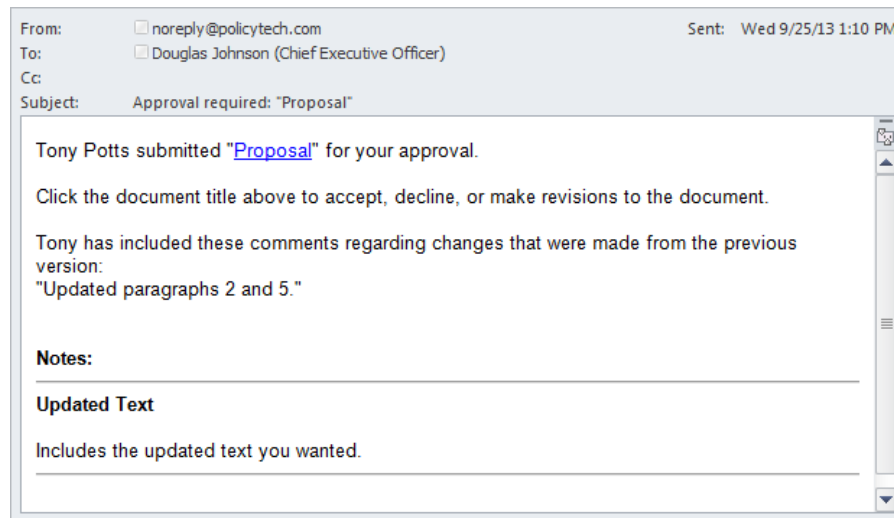 From: noreply@policytech.com Sent: Wed 9/25/13 1:10 PM
To: Douglas Johnson (Chief Executive Officer)
Cc:
Subject: Approval required: "Proposal"
Tony Potts submitted "Proposal" for your approval.
Click the document title above to accept, decline, or make revisions to the document.
Tony has included these comments regarding changes that were made from the previous
version:
"Updated paragraphs 2 and 5."
Notes:
Updated Text
Includes the updated text you wanted.